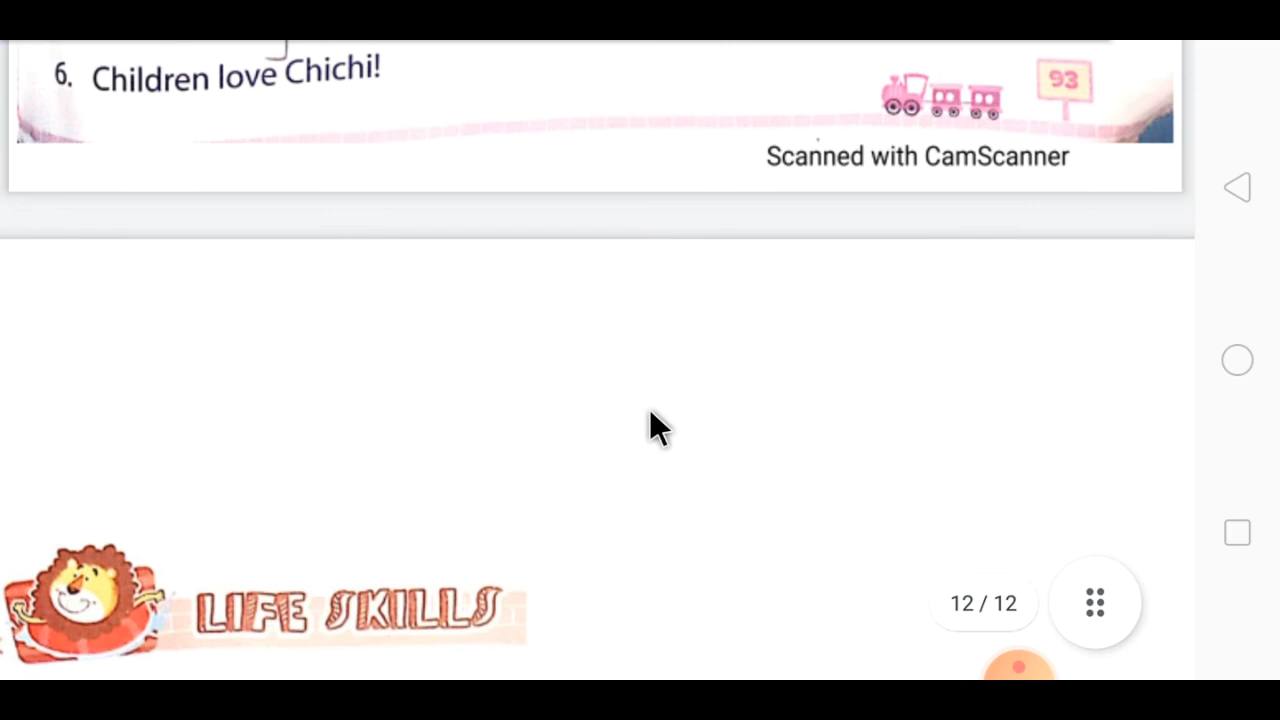 6. Children love Chichi!
93
Scanned with CamScanner
LIFE SKILLS
12 / 12